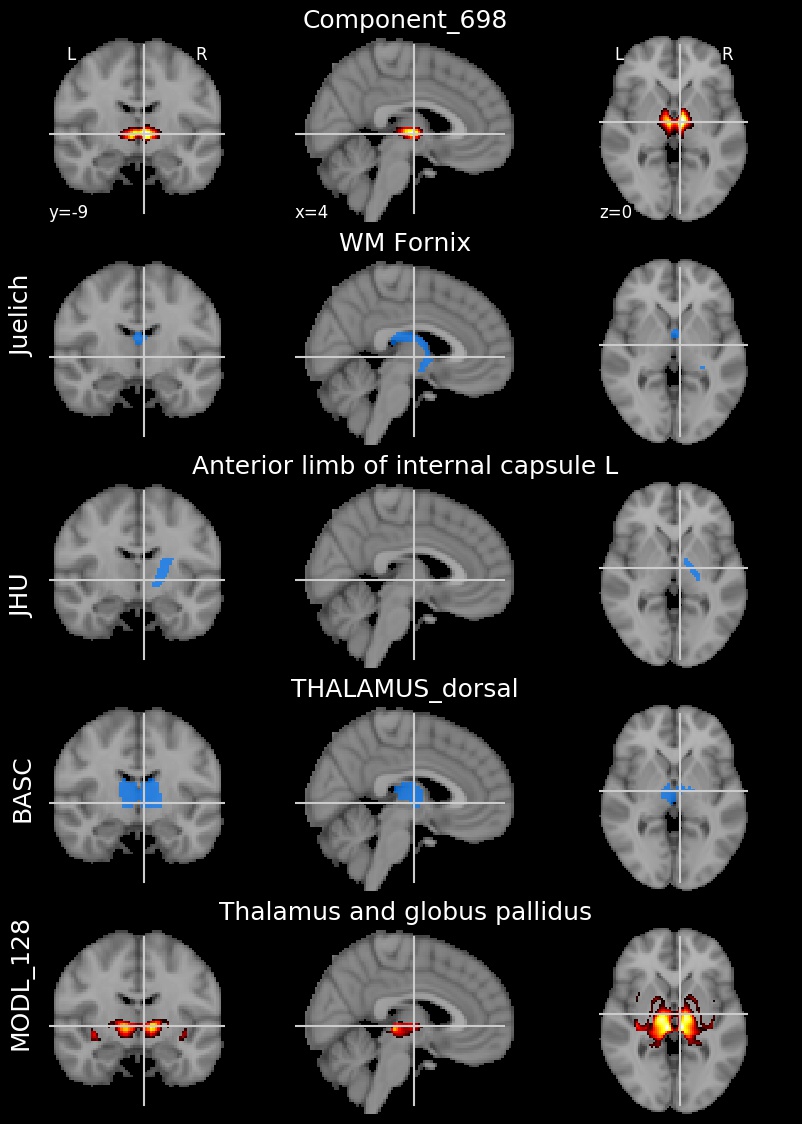 Component_698
L R L R
y=-9 x=4 z=0
WM Fornix
Juelich
Anterior limb of internal capsule L
JHU
THALAMUS_dorsal
BASC
Thalamus and globus pallidus
MODL_128